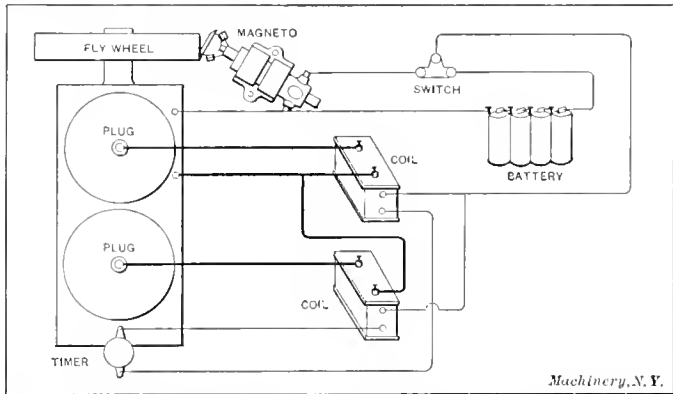 MAGNETO
FLY WHEEL
SWITCH
PLUG
COIL
BATTERY
PLUG
COIL
TIMER
Machinery, N. Y.